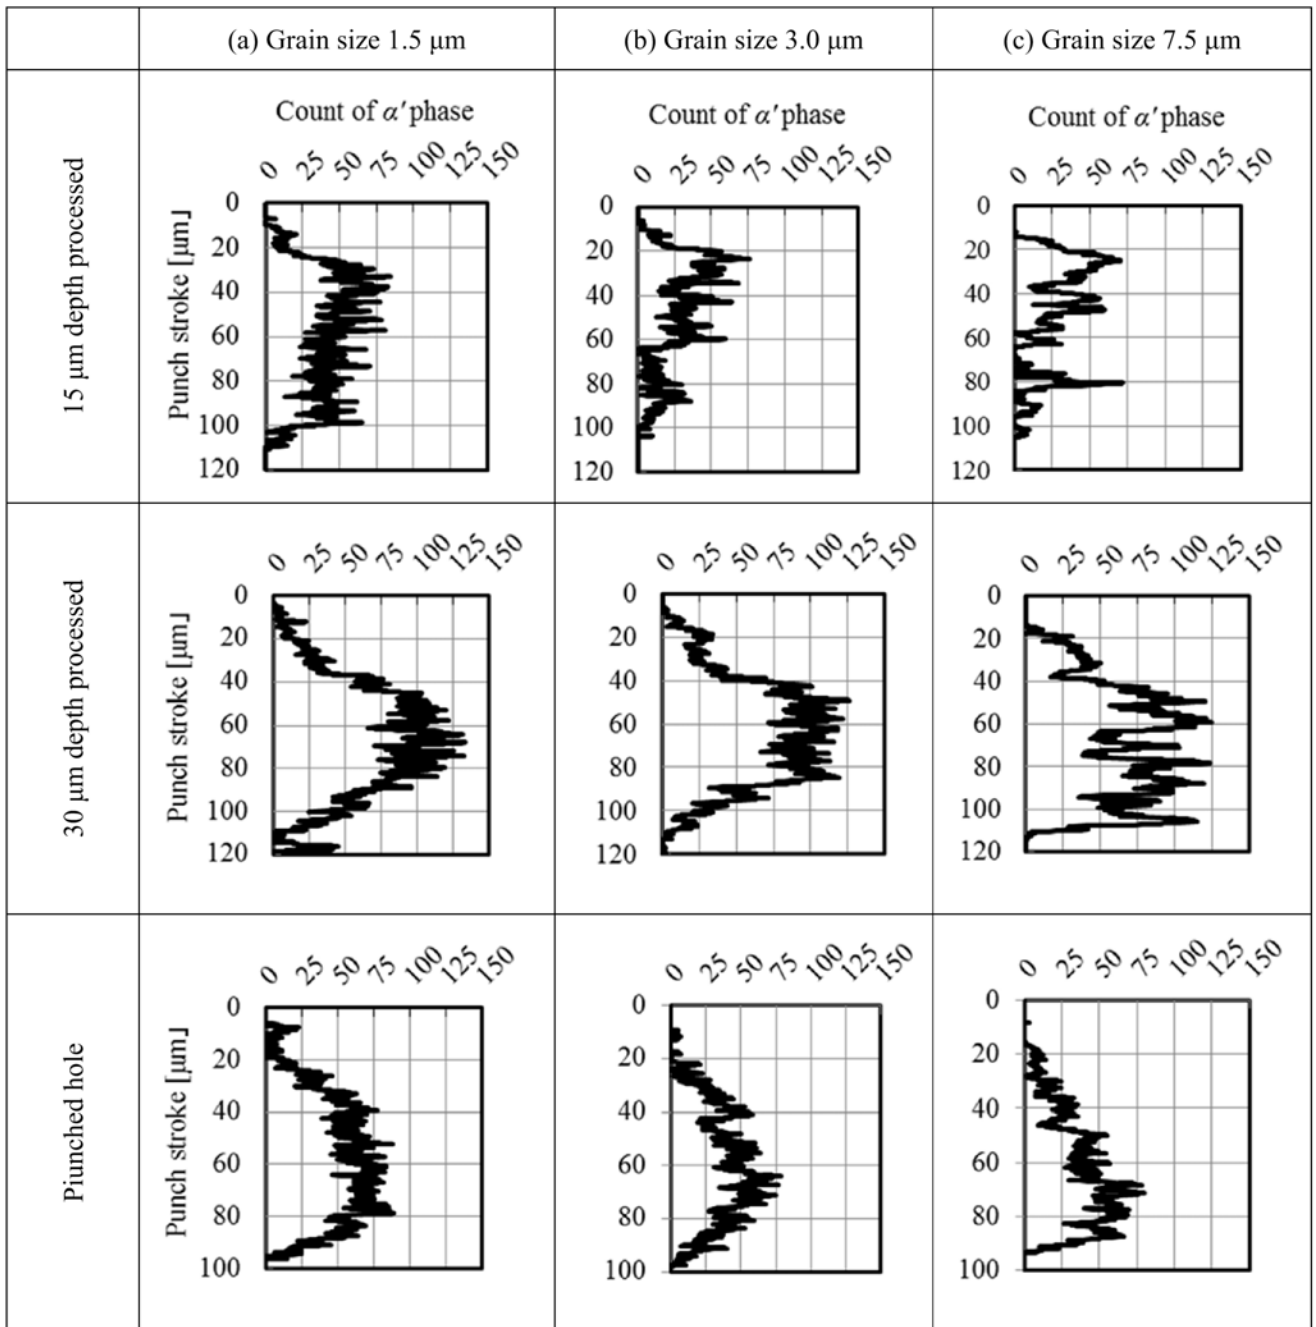 (a) Grain size 1.5 μm
(b) Grain size 3.0 μm
(c) Grain size 7.5 μm
15 μm depth processed
Count of α′ phase
0 25 50 75 100 125 150
Punch stroke [μm]
0
20
40
60
80
100
120
Count of α′ phase
0 25 50 75 100 125 150
0
20
40
60
80
100
120
Count of α′ phase
0 25 50 75 100 125 150
0
20
40
60
80
100
120
30 μm depth processed
0 25 50 75 100 125 150
Punch stroke [μm]
0
20
40
60
80
100
120
0 25 50 75 100 125 150
0
20
40
60
80
100
120
0 25 50 75 100 125 150
0
20
40
60
80
100
120
Piunched hole
0 25 50 75 100 125 150
Punch stroke [μm]
0
20
40
60
80
100
0 25 50 75 100 125 150
0
20
40
60
80
100
0 25 50 75 100 125 150
0
20
40
60
80
100